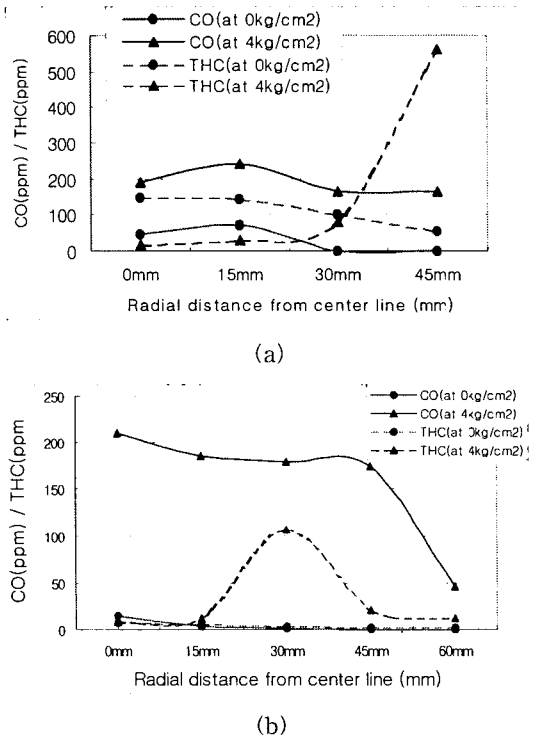 CO(at 0kg/cm2)
CO(at 4kg/cm2)
THC(at 0kg/cm2)
THC(at 4kg/cm2)
600
500
400
300
200
100
0
CO(ppm) / THC(ppm)
0mm 15mm 30mm 45mm
Radial distance from center line (mm)
(a)
CO(at 0kg/cm2)
CO(at 4kg/cm2)
THC(at 0kg/cm2)
THC(at 4kg/cm2)
250
200
150
100
50
0
CO(ppm) / THC(ppm
0mm 15mm 30mm 45mm 60mm
Radial distance from center line (mm)
(b)